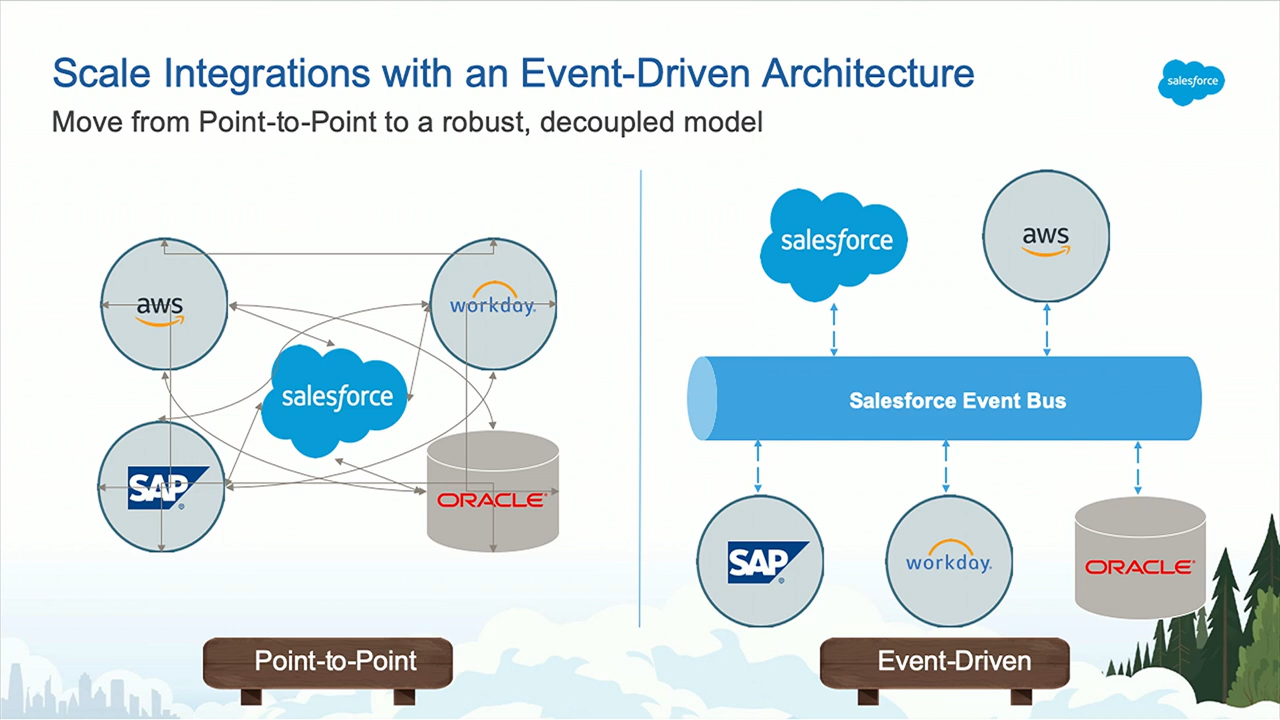 Scale Integrations with an Event-Driven Architecture
salesforce
Move from Point-to-Point to a robust, decoupled model
aws
workday
salesforce
SAP
ORACLE
Point-to-Point
salesforce
aws
Salesforce Event Bus
SAP
workday
ORACLE
Event-Driven